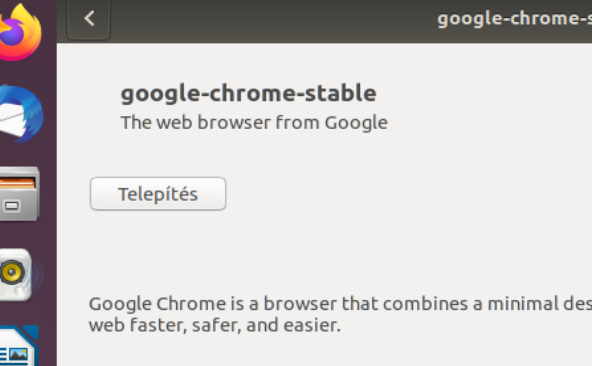 google-chrome-s
google-chrome-stable
The web browser from Google
Telepítés
Google Chrome is a browser that combines a minimal des
web faster, safer, and easier.